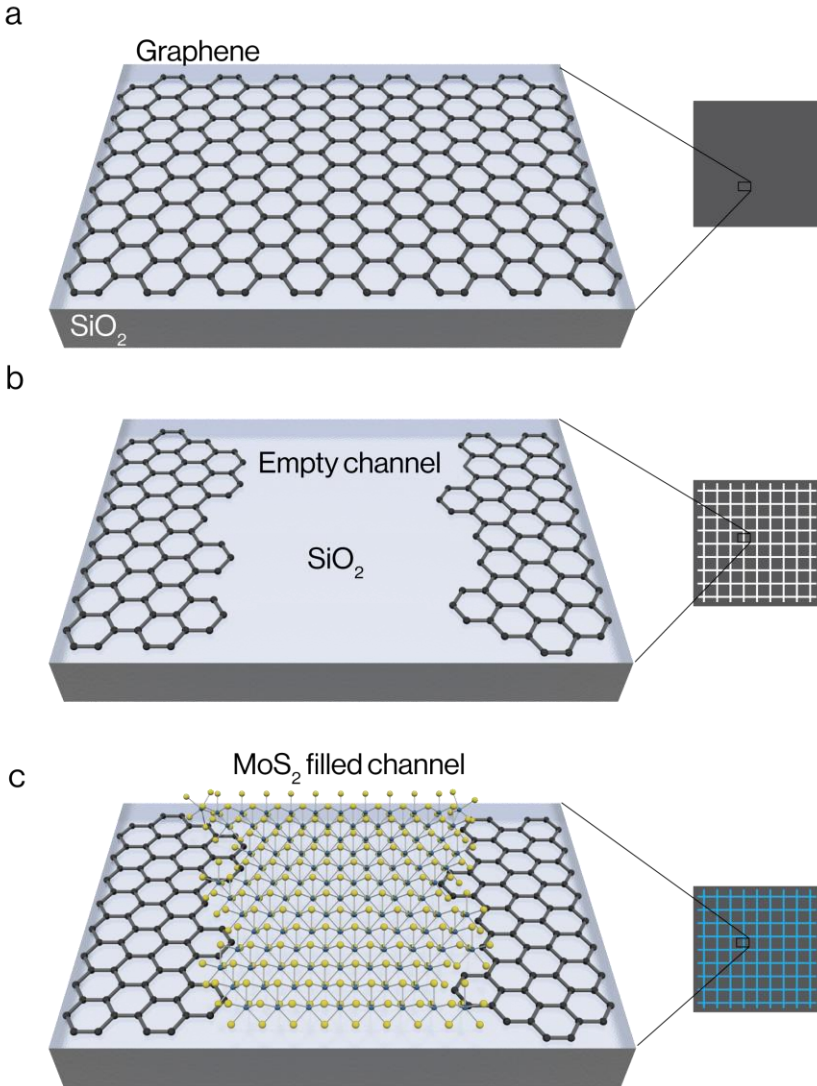 a
Graphene
SiO₂
b
Empty channel
SiO₂
c
MoS₂ filled channel